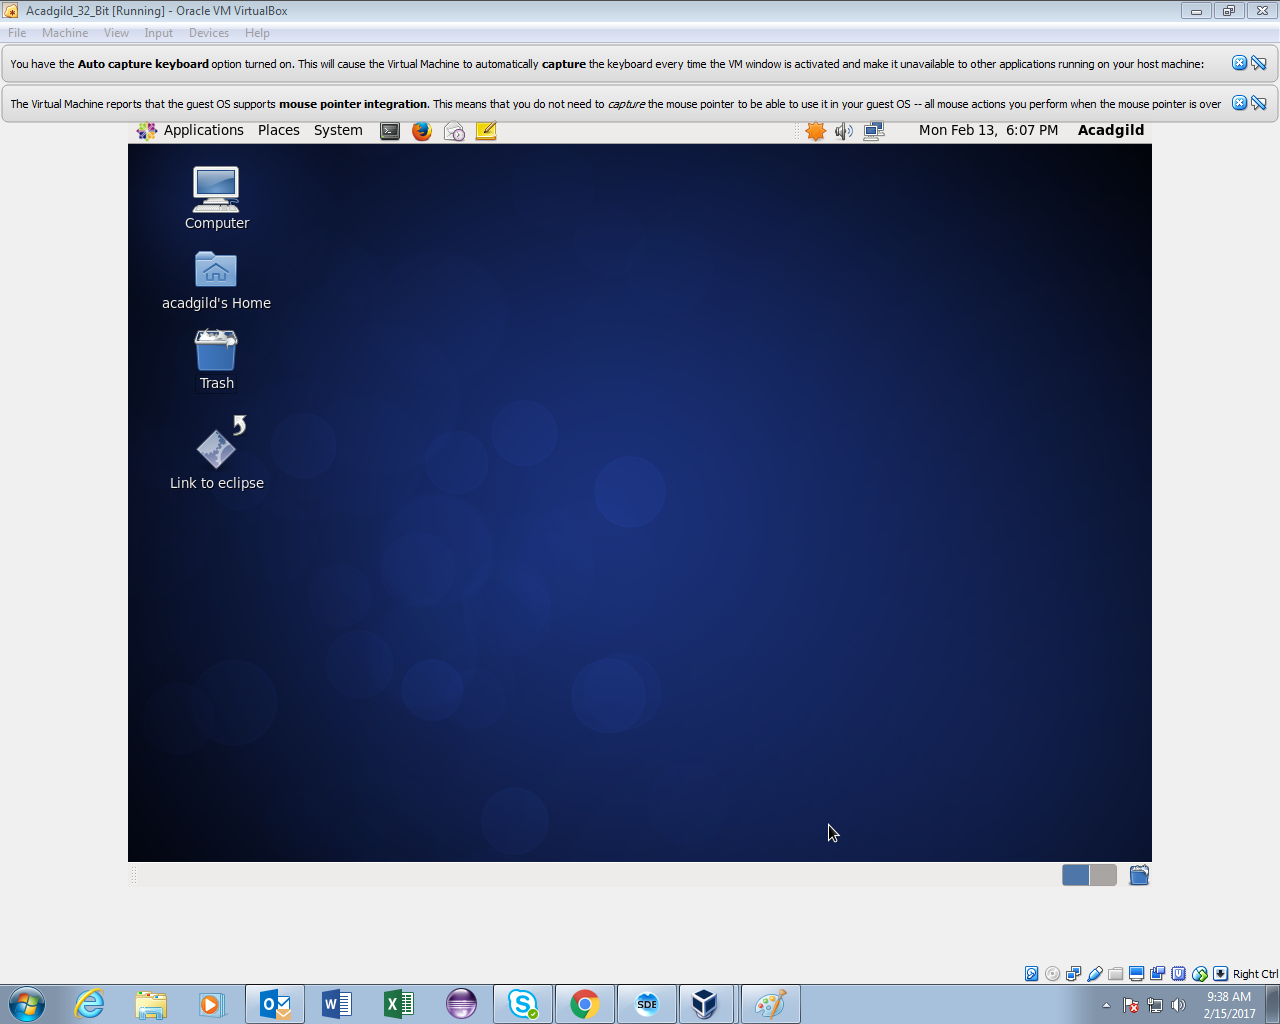 Acadgild_32_Bit [Running] - Oracle VM VirtualBox
File Machine View Input Devices Help
You have the Auto capture keyboard option turned on. This will cause the Virtual Machine to automatically capture the keyboard every time the VM window is activated and make it unavailable to other applications running on your host machine:
The Virtual Machine reports that the guest OS supports mouse pointer integration. This means that you do not need to capture the mouse pointer to be able to use it in your guest OS -- all mouse actions you perform when the mouse pointer is over
Applications Places System Mon Feb 13, 6:07 PM Acadgild
Computer
acadgild's Home
Trash
Link to eclipse
Right Ctrl
SDE
9:38 AM
2/15/2017